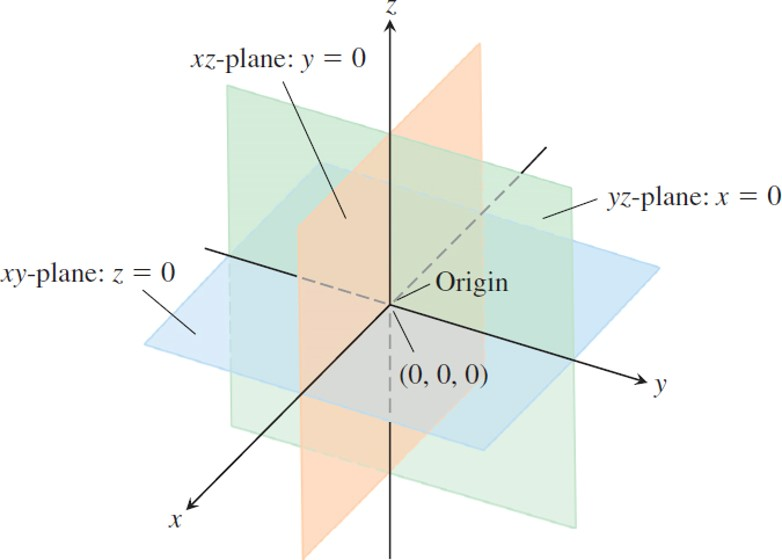 z
xz-plane: y = 0
yz-plane: x = 0
xy-plane: z = 0
Origin
(0, 0, 0)
y
x